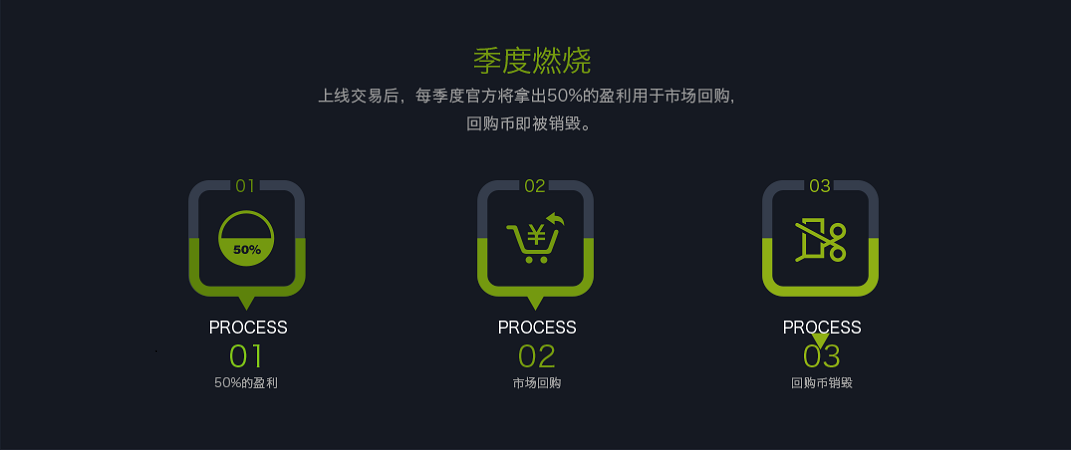 季度燃烧
上线交易后，每季度官方将拿出50%的盈利用于市场回购，
回购币即被销毁。
01
02
03
50%
¥
PROCESS
PROCESS
PROCESS
01
02
03
50%的盈利
市场回购
回购币销毁